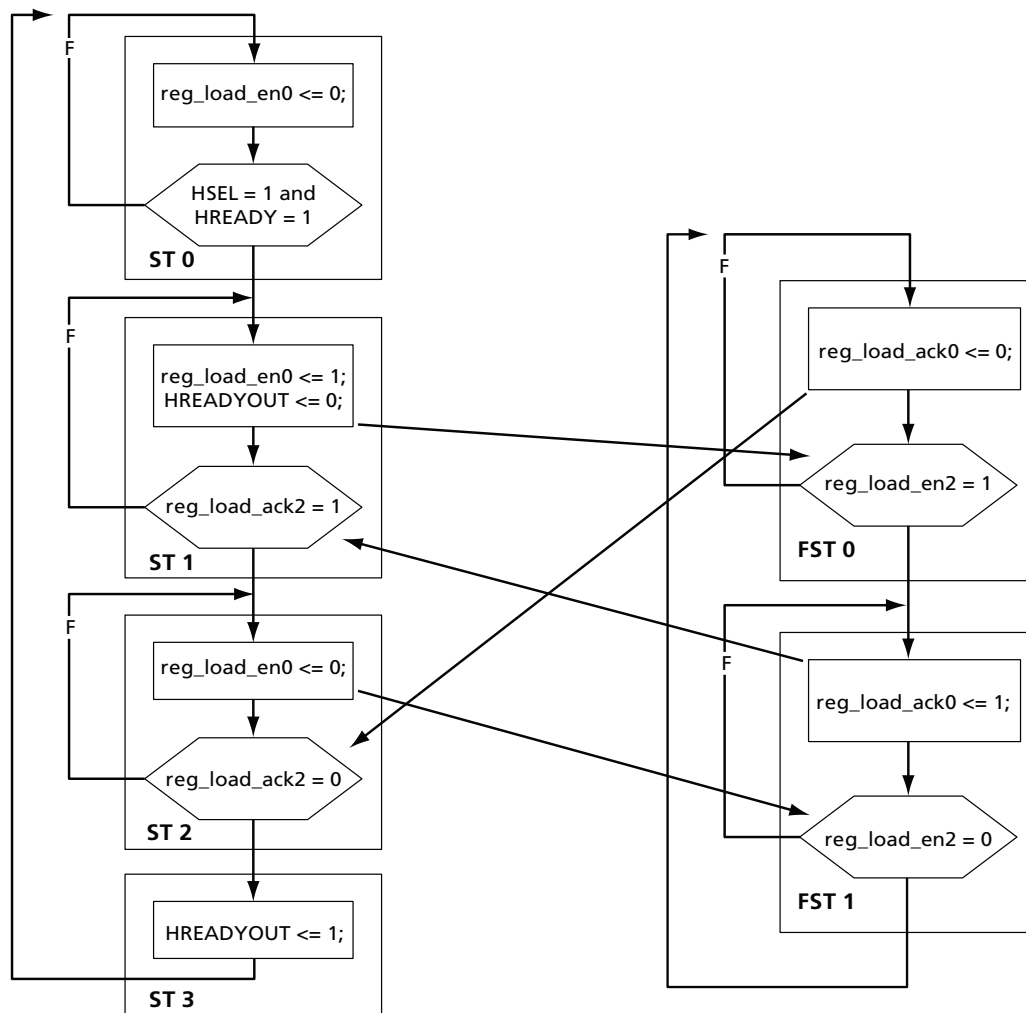 F
reg_load_en0 <= 0;
HSEL = 1 and
HREADY = 1
ST 0
F
reg_load_en0 <= 1;
HREADYOUT <= 0;
reg_load_ack2 = 1
ST 1
F
reg_load_en0 <= 0;
reg_load_ack2 = 0
ST 2
HREADYOUT <= 1;
ST 3
F
reg_load_ack0 <= 0;
reg_load_en2 = 1
FST 0
F
reg_load_ack0 <= 1;
reg_load_en2 = 0
FST 1